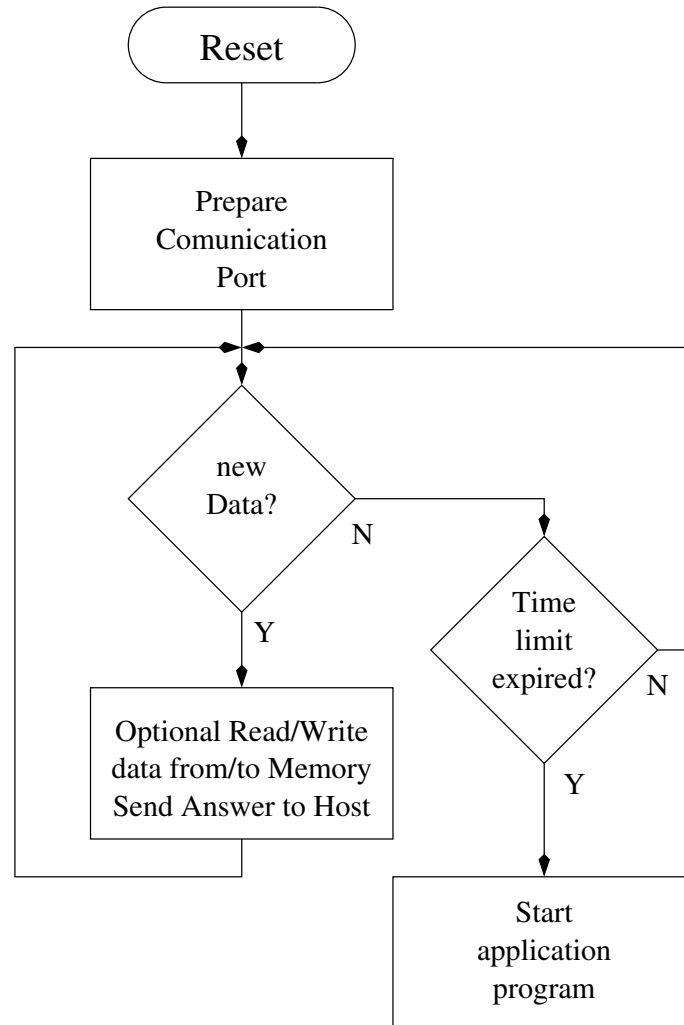 Reset
Prepare
Comunication
Port
new
Data?
N
Y
Time
limit
expired?
N
Y
Optional Read/Write
data from/to Memory
Send Answer to Host
Start
application
program